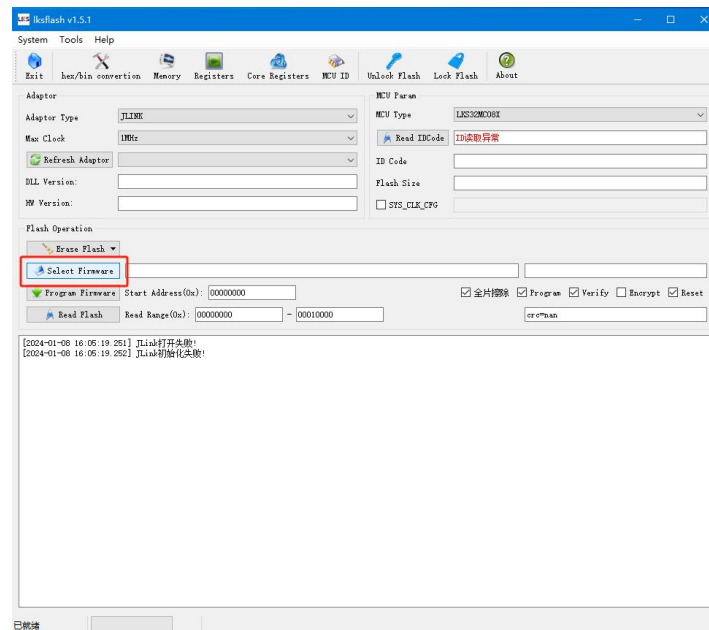 LKS lksflash v1.5.1
System Tools Help
Exit hex/bin convertion Memory Registers Core Registers MCU ID Unlock Flash Lock Flash About
Adaptor
Adaptor Type JLINK
Max Clock 1MHz
Refresh Adaptor
DLL Version:
HW Version:
MCU Param
MCU Type LKS32MC08X
Read IDCode ID读取异常
ID Code
Flash Size
SYS_CLK_CFG
Flash Operation
Erase Flash
Select Firmware
Program Firmware Start Address(0x): 00000000 全片擦除 Program Verify Encrypt Reset
Read Flash Read Range(0x): 00000000 - 00010000 crc=nan
[2024-01-08 16:05:19.251] JLink打开失败!
[2024-01-08 16:05:19.252] JLink初始化失败!
已就绪